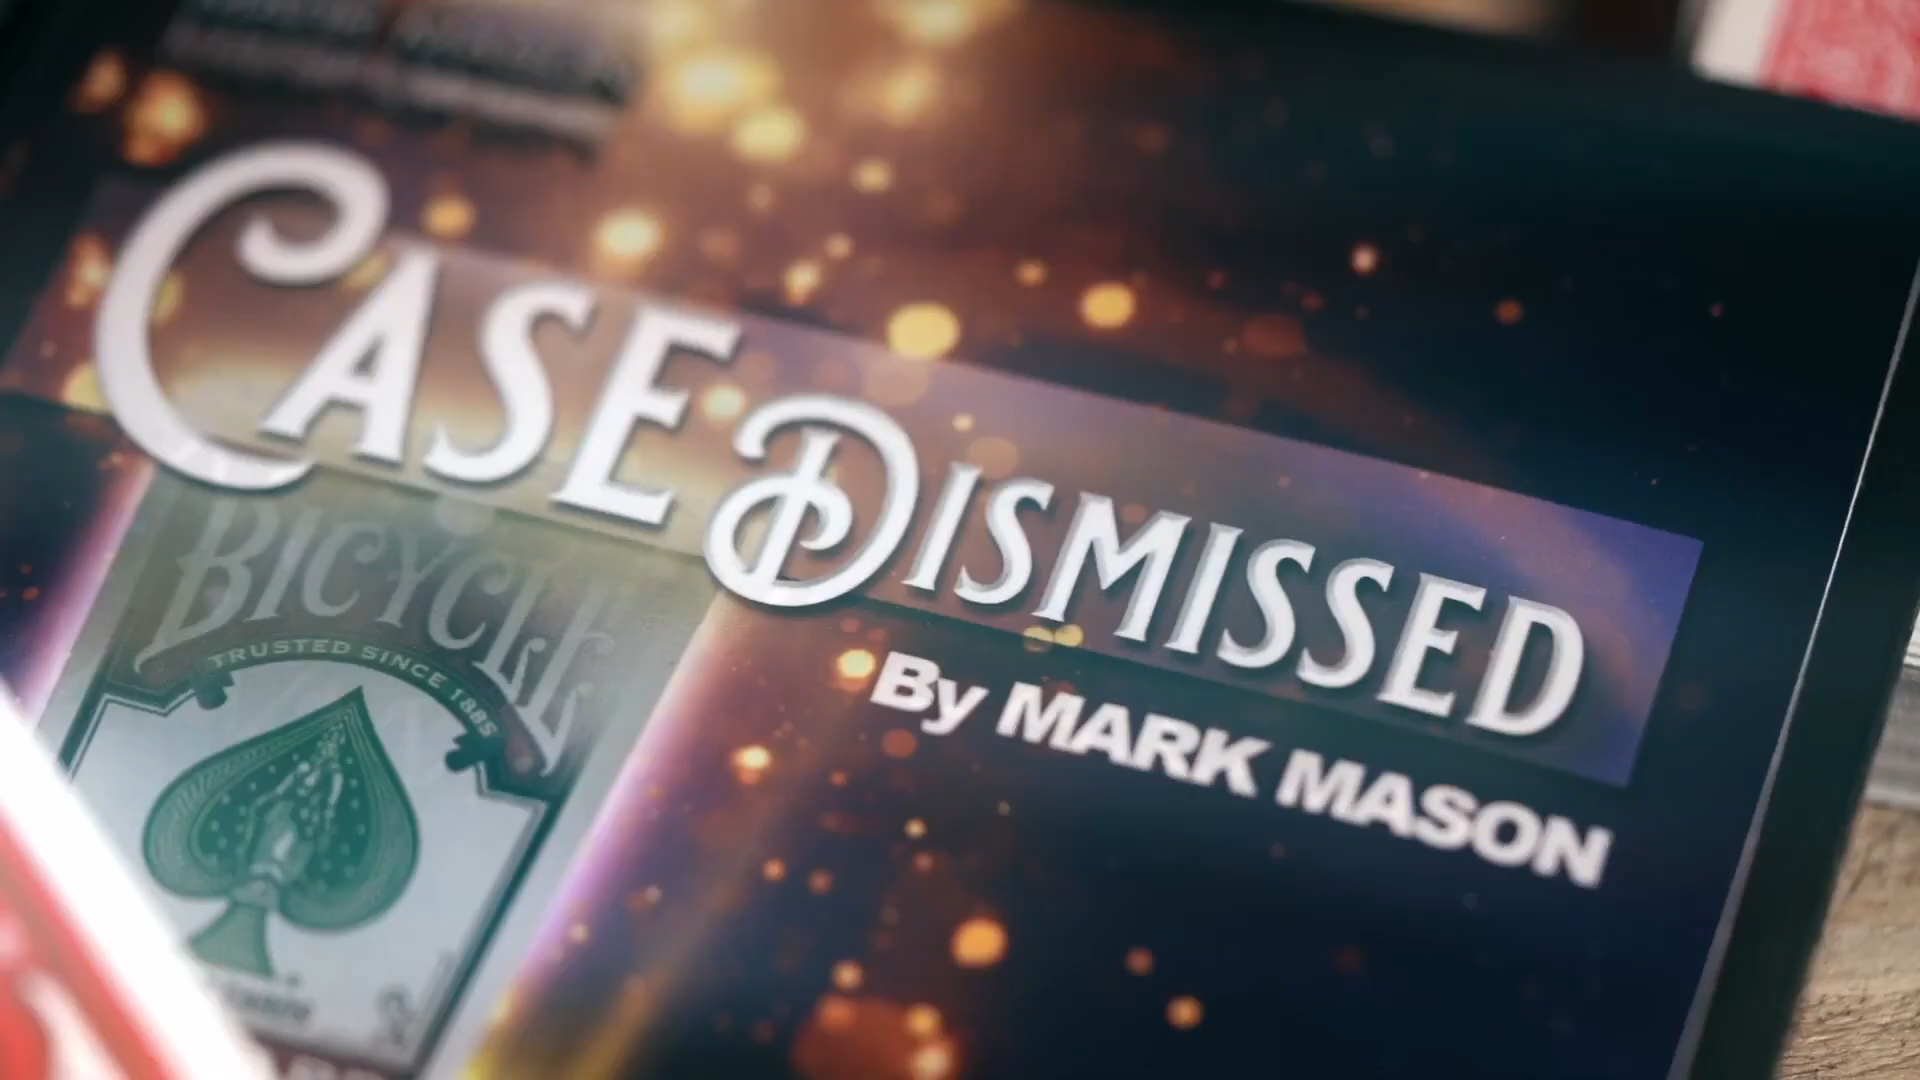 CASE DISMISSED
By MARK MASON
BICYCLE
TRUSTED SINCE 1885